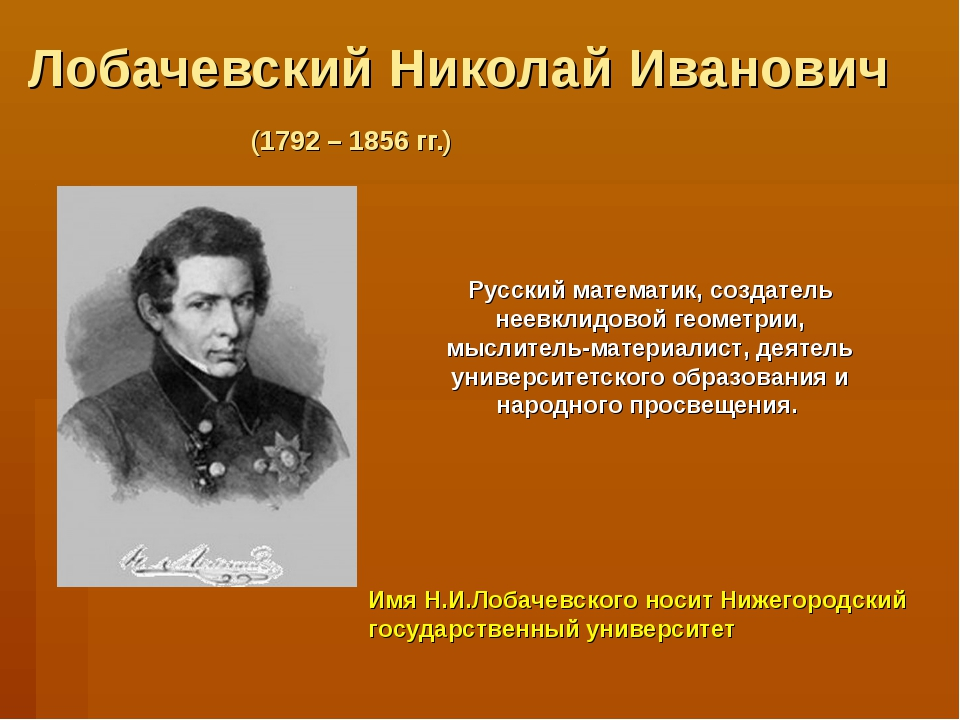 Лобачевский Николай Иванович
(1792 – 1856 гг.)
Русский математик, создатель
неевклидовой геометрии,
мыслитель-материалист, деятель
университетского образования и
народного просвещения.
Имя Н.И.Лобачевского носит Нижегородский
государственный университет